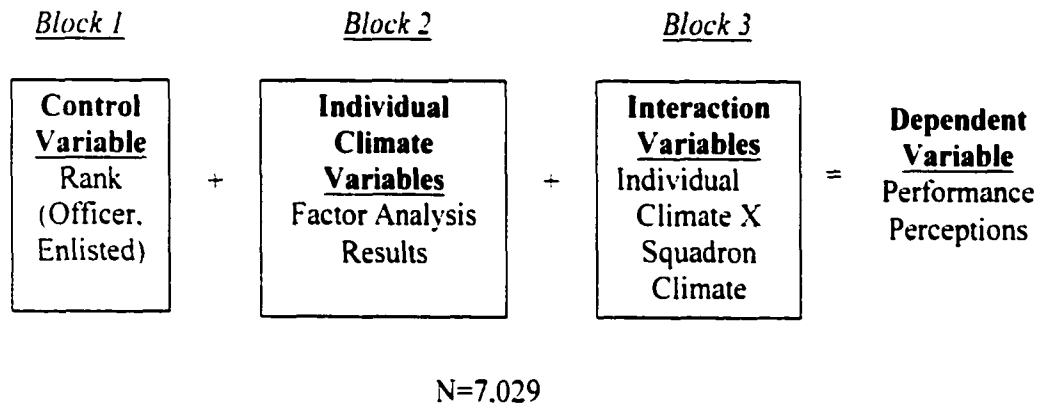 Block 1
Block 2
Block 3
Control
Variable
Rank
(Officer,
Enlisted)
+
Individual
Climate
Variables
Factor Analysis
Results
+
Interaction
Variables
Individual
Climate X
Squadron
Climate
=
Dependent
Variable
Performance
Perceptions
N=7,029